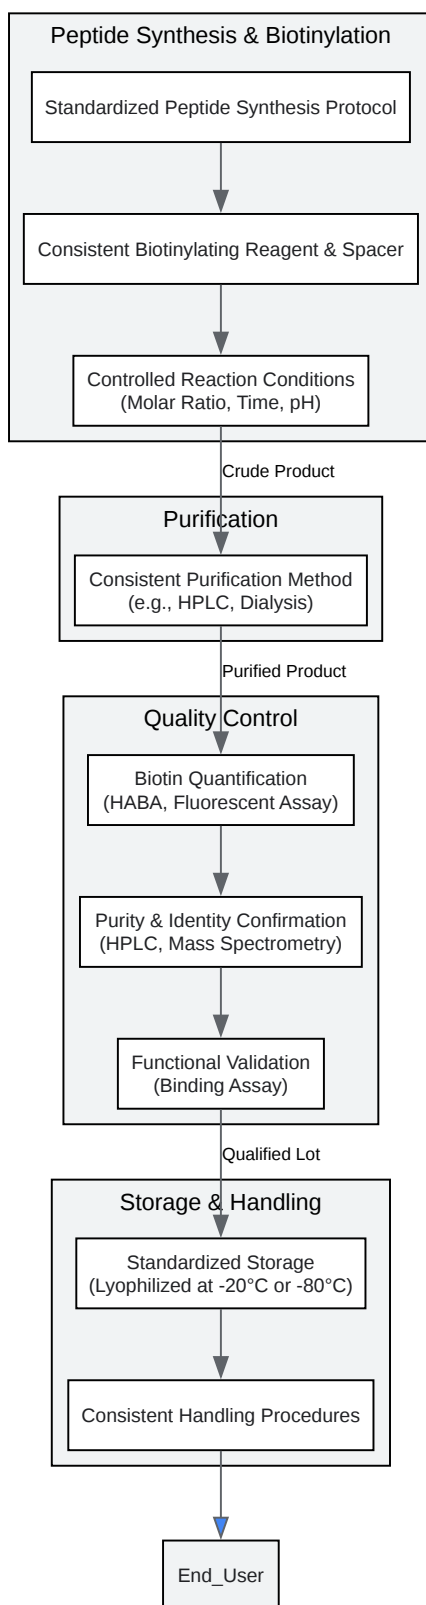 Peptide Synthesis & Biotinylation
Standardized Peptide Synthesis Protocol
Consistent Biotinylating Reagent & Spacer
Controlled Reaction Conditions
(Molar Ratio, Time, pH)
Crude Product
Purification
Consistent Purification Method
(e.g., HPLC, Dialysis)
Purified Product
Quality Control
Biotin Quantification
(HABA, Fluorescent Assay)
Purity & Identity Confirmation
(HPLC, Mass Spectrometry)
Functional Validation
(Binding Assay)
Qualified Lot
Storage & Handling
Standardized Storage
(Lyophilized at -20°C or -80°C)
Consistent Handling Procedures
End_User